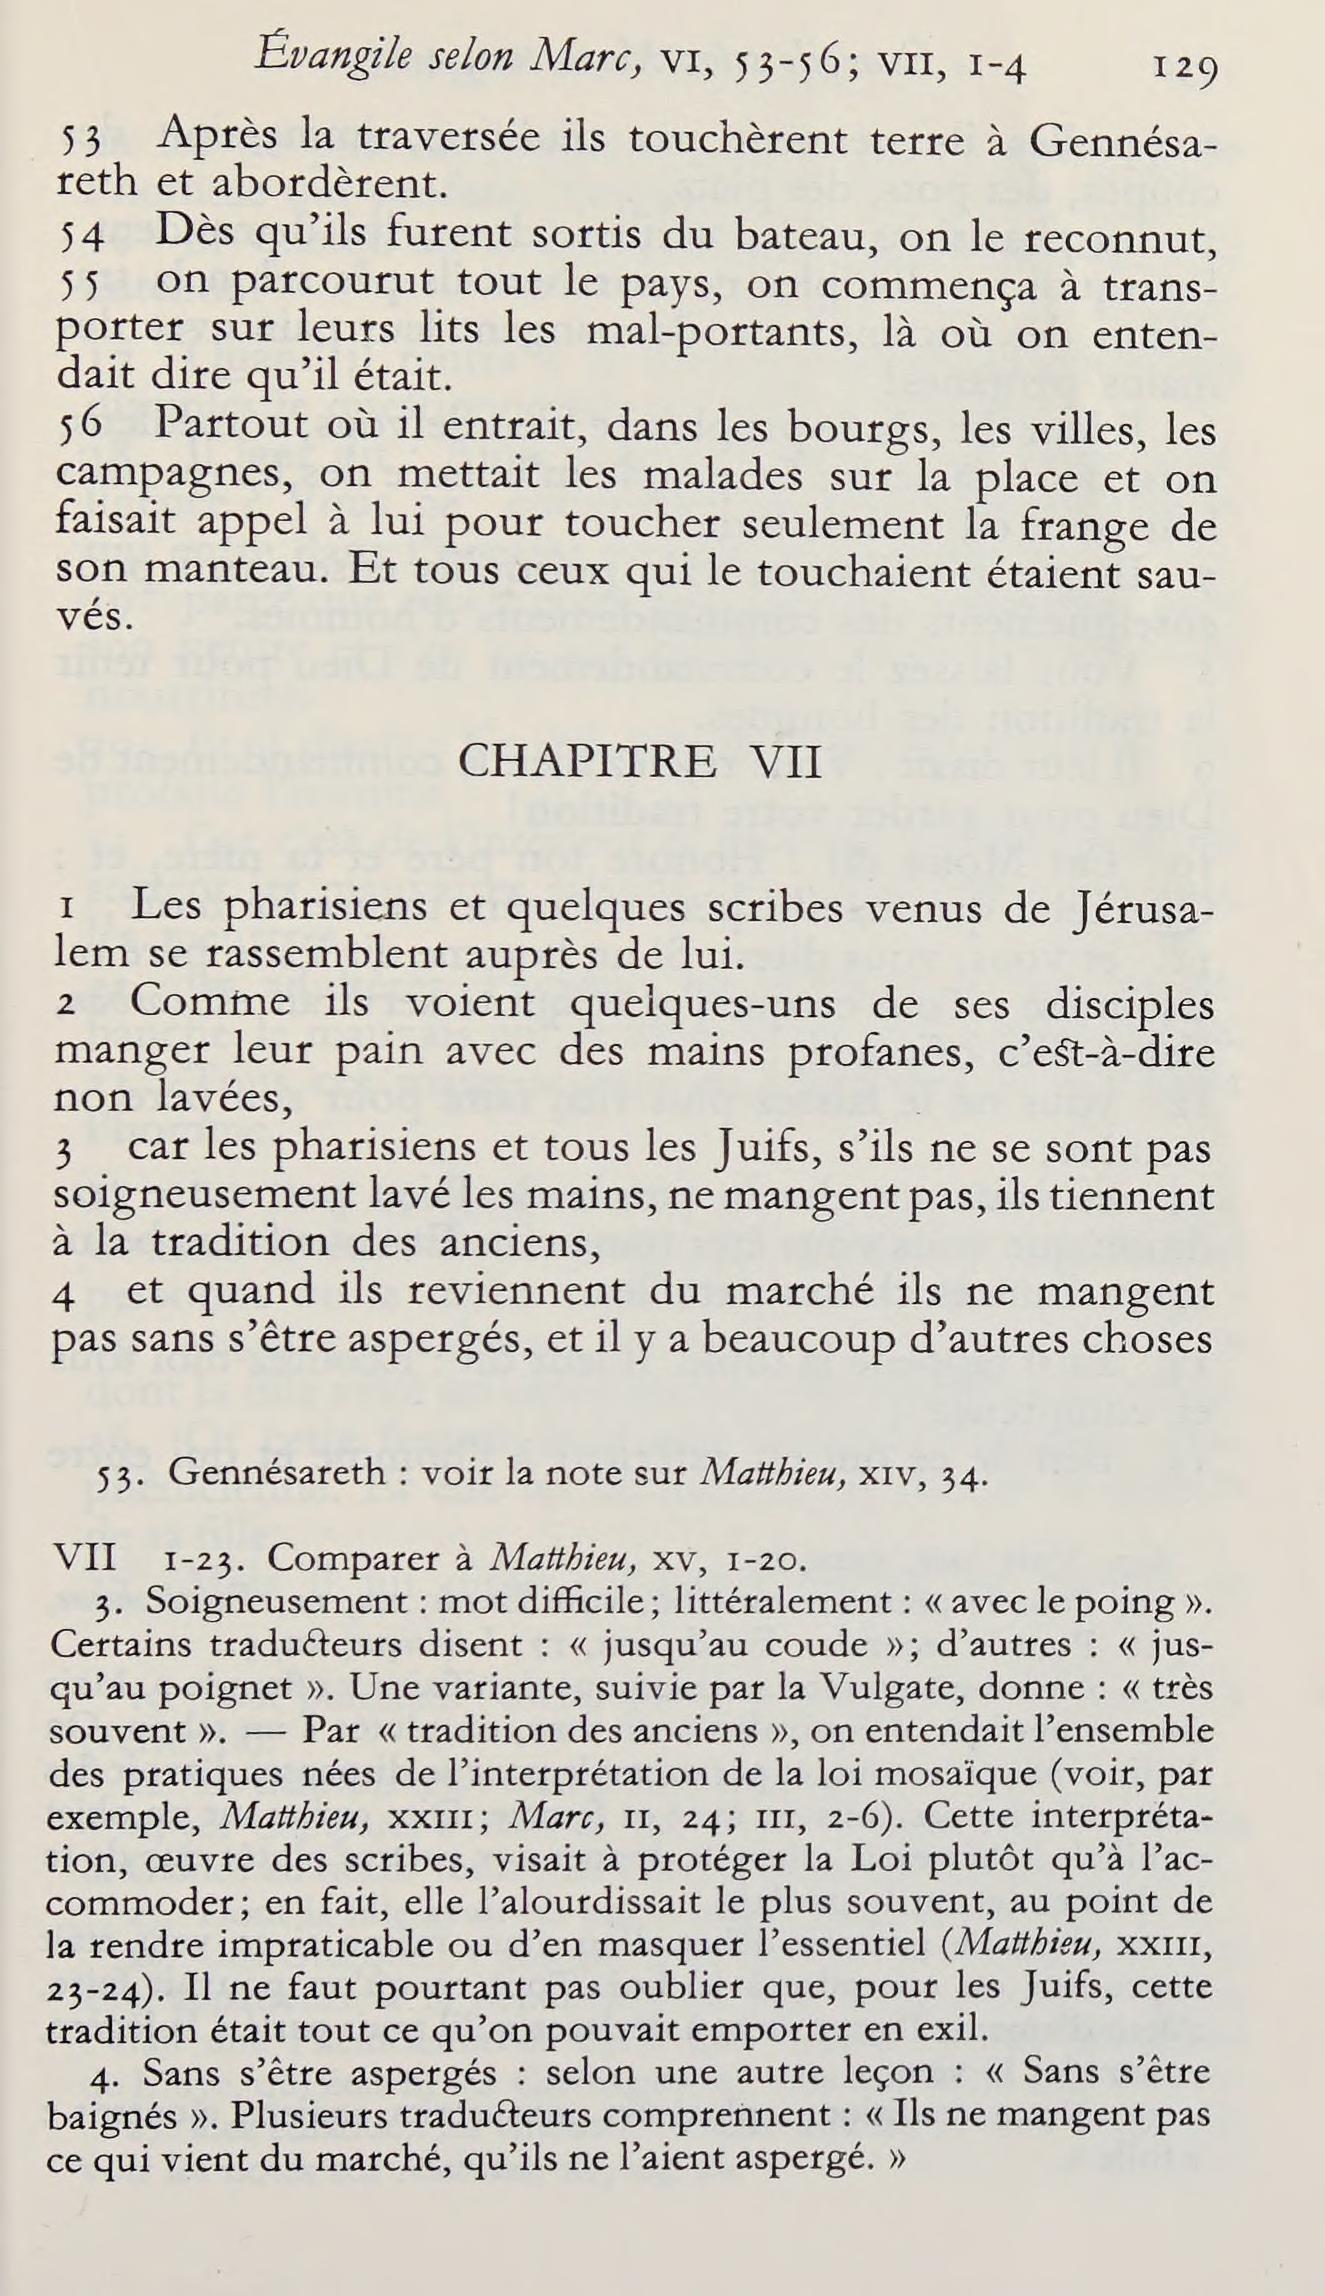 Évangile selon Marc, VI, 53-56; VII, 1-4 129
53 Après la traversée ils touchèrent terre à Gennésa-
reth et abordèrent.
54 Dès qu’ils furent sortis du bateau, on le reconnut,
55 on parcourut tout le pays, on commença à trans-
porter sur leurs lits les mal-portants, là où on enten-
dait dire qu’il était.
56 Partout où il entrait, dans les bourgs, les villes, les
campagnes, on mettait les malades sur la place et on
faisait appel à lui pour toucher seulement la frange de
son manteau. Et tous ceux qui le touchaient étaient sau-
vés.
CHAPITRE VII
1 Les pharisiens et quelques scribes venus de Jérusa-
lem se rassemblent auprès de lui.
2 Comme ils voient quelques-uns de ses disciples
manger leur pain avec des mains profanes, c’est-à-dire
non lavées,
3 car les pharisiens et tous les Juifs, s’ils ne se sont pas
soigneusement lavé les mains, ne mangent pas, ils tiennent
à la tradition des anciens,
4 et quand ils reviennent du marché ils ne mangent
pas sans s’être aspergés, et il y a beaucoup d’autres choses
53. Gennésareth : voir la note sur Matthieu, XIV, 34.
VII 1-23. Comparer à Matthieu, XV, 1-20.
3. Soigneusement : mot difficile; littéralement : « avec le poing ».
Certains traducteurs disent : « jusqu’au coude »; d’autres : « jus-
qu’au poignet ». Une variante, suivie par la Vulgate, donne : « très
souvent ». — Par « tradition des anciens », on entendait l’ensemble
des pratiques nées de l’interprétation de la loi mosaïque (voir, par
exemple, Matthieu, XXIII; Marc, II, 24; III, 2-6). Cette interpréta-
tion, œuvre des scribes, visait à protéger la Loi plutôt qu’à l’ac-
commoder; en fait, elle l’alourdissait le plus souvent, au point de
la rendre impraticable ou d’en masquer l’essentiel (Matthieu, XXIII,
23-24). Il ne faut pourtant pas oublier que, pour les Juifs, cette
tradition était tout ce qu’on pouvait emporter en exil.
4. Sans s’être aspergés : selon une autre leçon : « Sans s’être
baignés ». Plusieurs traducteurs comprennent : « Ils ne mangent pas
ce qui vient du marché, qu’ils ne l’aient aspergé. »